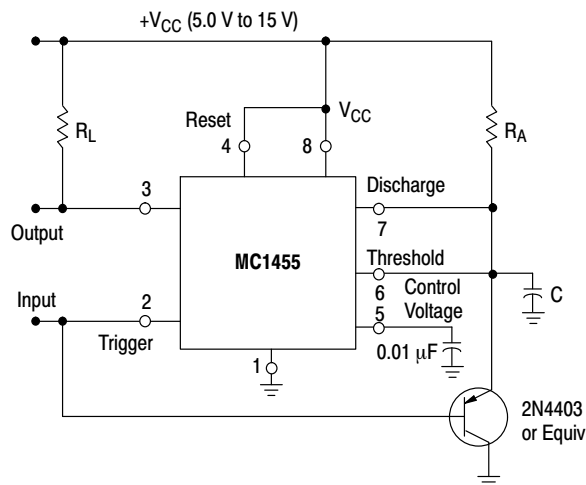 +VCC (5.0 V to 15 V)
Reset
VCC
RL
4
8
RA
3
Discharge
7
Output
MC1455
Threshold
6
Control
Voltage
C
Input
2
5
Trigger
0.01 µF
1
2N4403
or Equiv